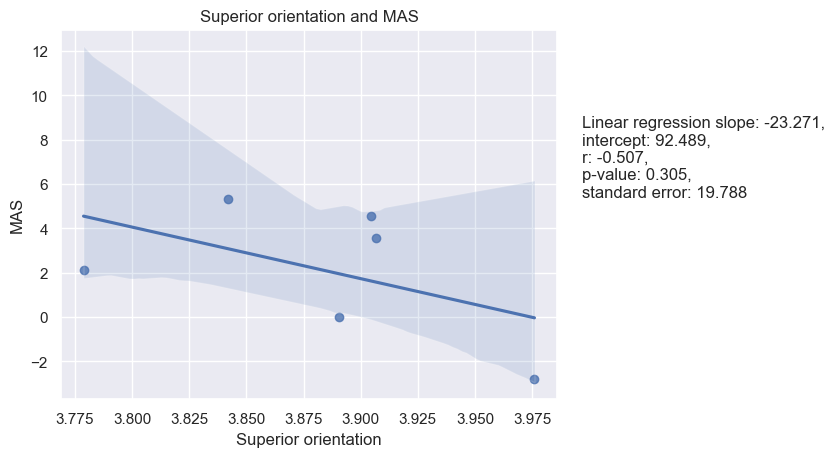 Superior orientation and MAS
12
10
8
6
4
2
0
−2
MAS
3.775 3.800 3.825 3.850 3.875 3.900 3.925 3.950 3.975
Superior orientation
Linear regression slope: -23.271,
intercept: 92.489,
r: -0.507,
p-value: 0.305,
standard error: 19.788